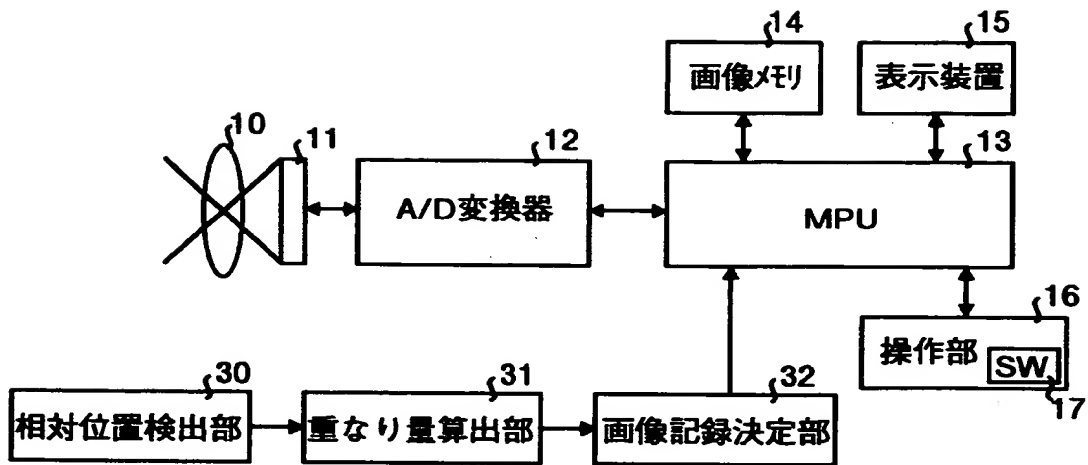 14
15
画像メモリ
表示装置
10
11
12
13
A/D変換器
MPU
16
操作部
SW
17
30
31
32
相対位置検出部
重なり量算出部
画像記録決定部